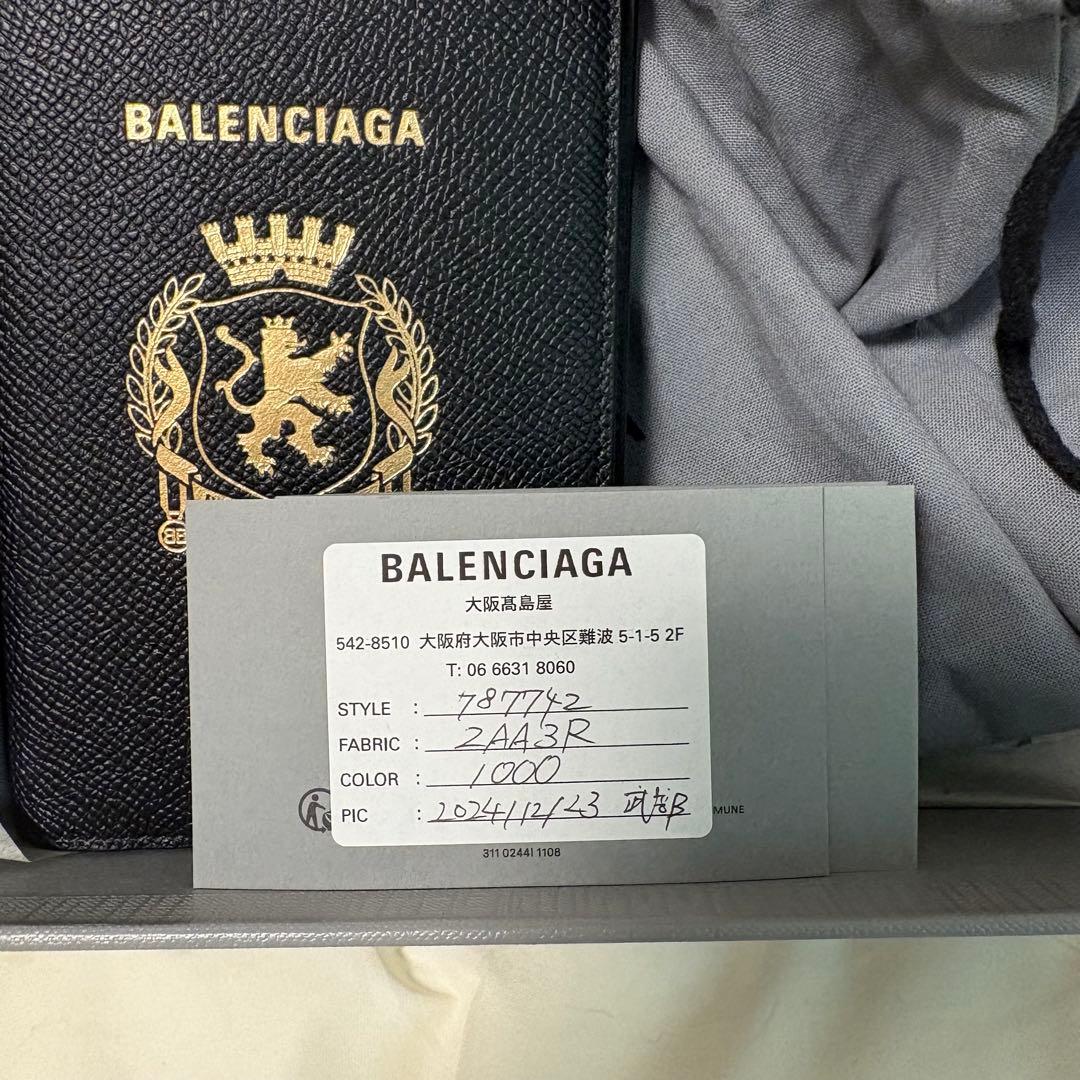 BALENCIAGA
BALENCIAGA
大阪髙島屋
542-8510 大阪府大阪市中央区難波 5-1-5 2F
T: 06 6631 8060
STYLE : 787742
FABRIC : 2AA3R
COLOR : 1000
PIC : 2024/12/23
MUNE
311 02441 1108